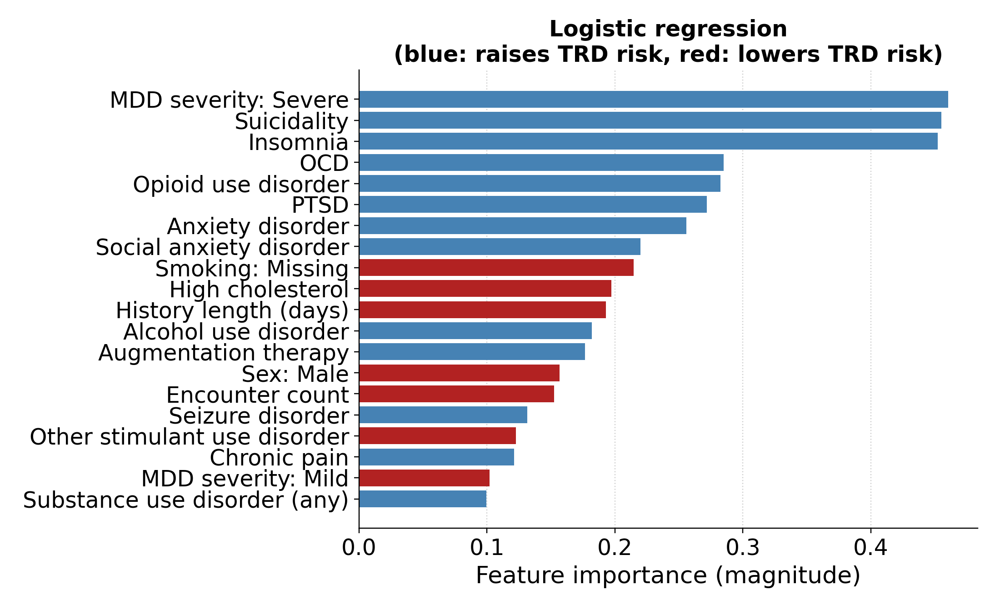 Logistic regression
(blue: raises TRD risk, red: lowers TRD risk)
MDD severity: Severe
Suicidality
Insomnia
OCD
Opioid use disorder
PTSD
Anxiety disorder
Social anxiety disorder
Smoking: Missing
High cholesterol
History length (days)
Alcohol use disorder
Augmentation therapy
Sex: Male
Encounter count
Seizure disorder
Other stimulant use disorder
Chronic pain
MDD severity: Mild
Substance use disorder (any)
0.0 0.1 0.2 0.3 0.4
Feature importance (magnitude)